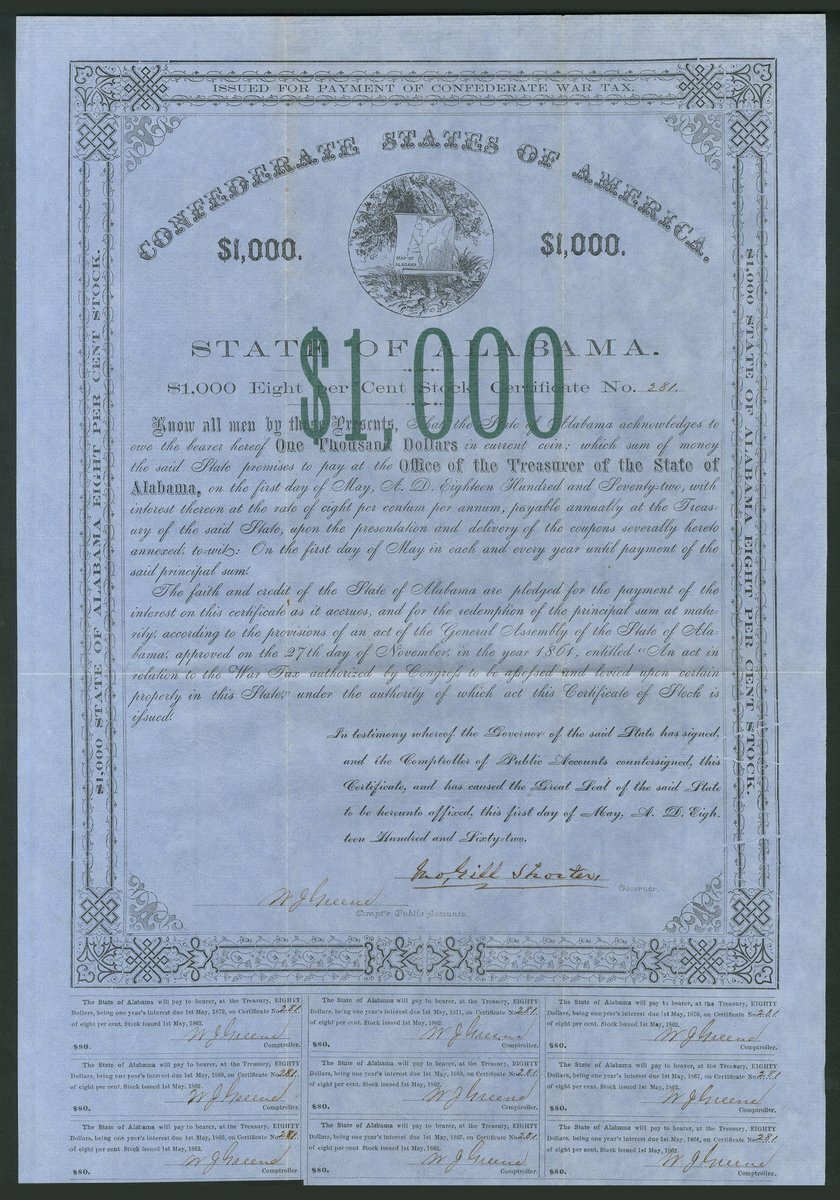 ISSUED FOR PAYMENT OF CONFEDERATE WAR TAX.
CONFEDERATE STATES OF AMERICA.
$1,000.
$1,000.
MAP OF
ALABAMA
STATE OF ALABAMA.
$1,000
$1,000 Eight per Cent Stock, Certificate No. 281.
Know all men by these Presents, That the State of Alabama acknowledges to
owe the bearer hereof One Thousand Dollars in current coin; which sum of money
the said State promises to pay at the Office of the Treasurer of the State of
Alabama, on the first day of May, A. D. Eighteen Hundred and Seventy-two, with
interest thereon at the rate of eight per centum per annum, payable annually at the Treas-
ury of the said State, upon the presentation and delivery of the coupons severally hereto
annexed, to-wit: On the first day of May in each and every year until payment of the
said principal sum.
The faith and credit of the State of Alabama are pledged for the payment of the
interest on this certificate as it accrues, and for the redemption of the principal sum at matu-
rity, according to the provisions of an act of the General Assembly of the State of Ala-
bama, approved on the 27th day of November, in the year 1861, entitled "An act in
relation to the War Tax authorized by Congress to be assessed and levied upon certain
property in this State," under the authority of which act this Certificate of Stock is
issued.
In testimony whereof the Governor of the said State has signed,
and the Comptroller of Public Accounts countersigned, this
Certificate, and has caused the Great Seal of the said State
to be hereunto affixed, this first day of May, A. D. Eigh-
teen Hundred and Sixty-two.
Jno, Gill Shorter,
Governor.
W J Greene
Compt'r Public Accounts.
$1,000 STATE OF ALABAMA EIGHT PER CENT STOCK.
$1,000 STATE OF ALABAMA EIGHT PER CENT STOCK.
The State of Alabama will pay to bearer, at the Treasury, EIGHTY
Dollars, being one year's interest due 1st May, 1872, on Certificate No. 281.
of eight per cent. Stock issued 1st May, 1862.
W J Greene
$80.
Comptroller.
The State of Alabama will pay to bearer, at the Treasury, EIGHTY
Dollars, being one year's interest due 1st May, 1871, on Certificate No. 281.
of eight per cent. Stock issued 1st May, 1862.
W J Greene
$80.
Comptroller.
The State of Alabama will pay to bearer, at the Treasury, EIGHTY
Dollars, being one year's interest due 1st May, 1870, on Certificate No. 281.
of eight per cent. Stock issued 1st May, 1862.
W J Greene
$80.
Comptroller.
The State of Alabama will pay to bearer, at the Treasury, EIGHTY
Dollars, being one year's interest due 1st May, 1869, on Certificate No. 281.
of eight per cent. Stock issued 1st May, 1862.
W J Greene
$80.
Comptroller.
The State of Alabama will pay to bearer, at the Treasury, EIGHTY
Dollars, being one year's interest due 1st May, 1868, on Certificate No. 281.
of eight per cent. Stock issued 1st May, 1862.
W J Greene
$80.
Comptroller.
The State of Alabama will pay to bearer, at the Treasury, EIGHTY
Dollars, being one year's interest due 1st May, 1867, on Certificate No. 281.
of eight per cent. Stock issued 1st May, 1862.
W J Greene
$80.
Comptroller.
The State of Alabama will pay to bearer, at the Treasury, EIGHTY
Dollars, being one year's interest due 1st May, 1866, on Certificate No. 281.
of eight per cent. Stock issued 1st May, 1862.
W J Greene
$80.
Comptroller.
The State of Alabama will pay to bearer, at the Treasury, EIGHTY
Dollars, being one year's interest due 1st May, 1865, on Certificate No. 281.
of eight per cent. Stock issued 1st May, 1862.
W J Greene
$80.
Comptroller.
The State of Alabama will pay to bearer, at the Treasury, EIGHTY
Dollars, being one year's interest due 1st May, 1864, on Certificate No. 281.
of eight per cent. Stock issued 1st May, 1862.
W J Greene
$80.
Comptroller.